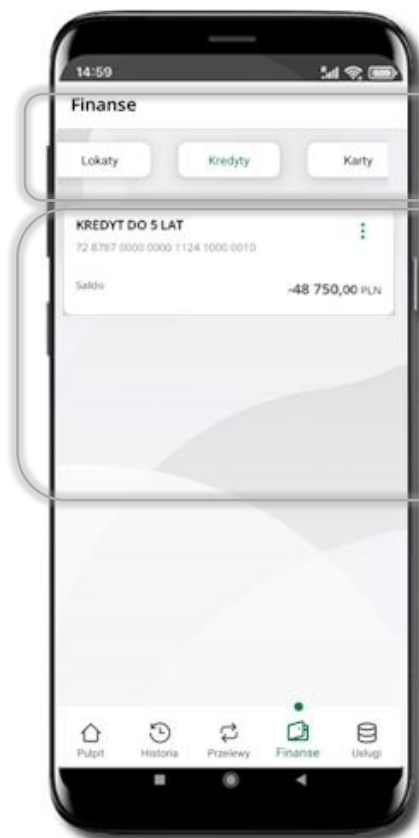 14:59
Finanse
Lokaty Kredyty Karty
KREDYT DO 5 LAT
72 8787 0000 0000 1124 1000 0010
Saldo -48 750,00 PLN
Pulpit Historia Przelewy Finanse Usługi